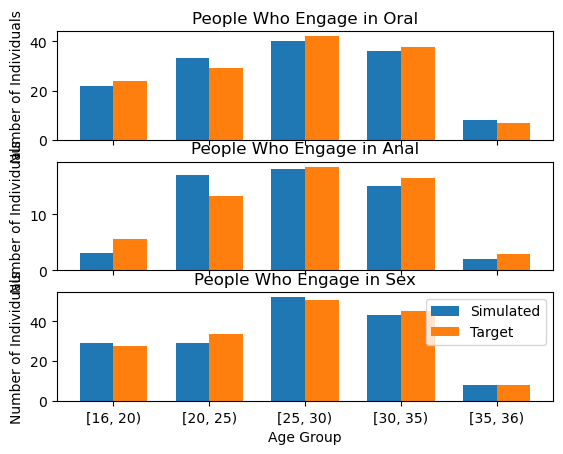 People Who Engage in Oral
Number of Individuals
40
20
0
People Who Engage in Anal
Number of Individuals
10
0
People Who Engage in Sex
Number of Individuals
40
20
0
Simulated
Target
[16, 20)
[20, 25)
[25, 30)
[30, 35)
[35, 36)
Age Group